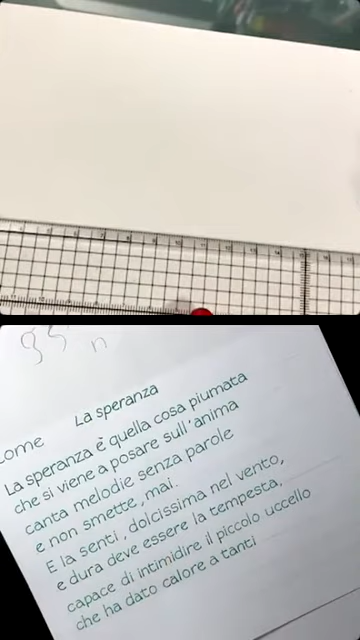 La speranza
ome
La speranza è quella cosa piumata
che si viene a posare sull'anima
canta melodie senza parole
e non smette, mai.
E la senti, dolcissima nel vento,
e dura deve essere la tempesta,
capace di intimidire il piccolo uccello
che ha dato calore a tanti